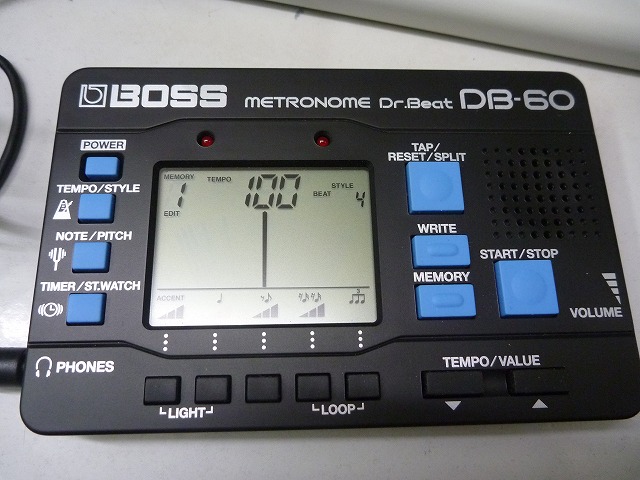 BOSS METRONOME Dr.Beat DB-60
POWER
TEMPO/STYLE
NOTE/PITCH
TIMER/ST.WATCH
PHONES
MEMORY TEMPO 100 STYLE
1 BEAT 4
EDIT
ACCENT
TAP/
RESET/SPLIT
WRITE
MEMORY
START/STOP
VOLUME
TEMPO/VALUE
LIGHT
LOOP